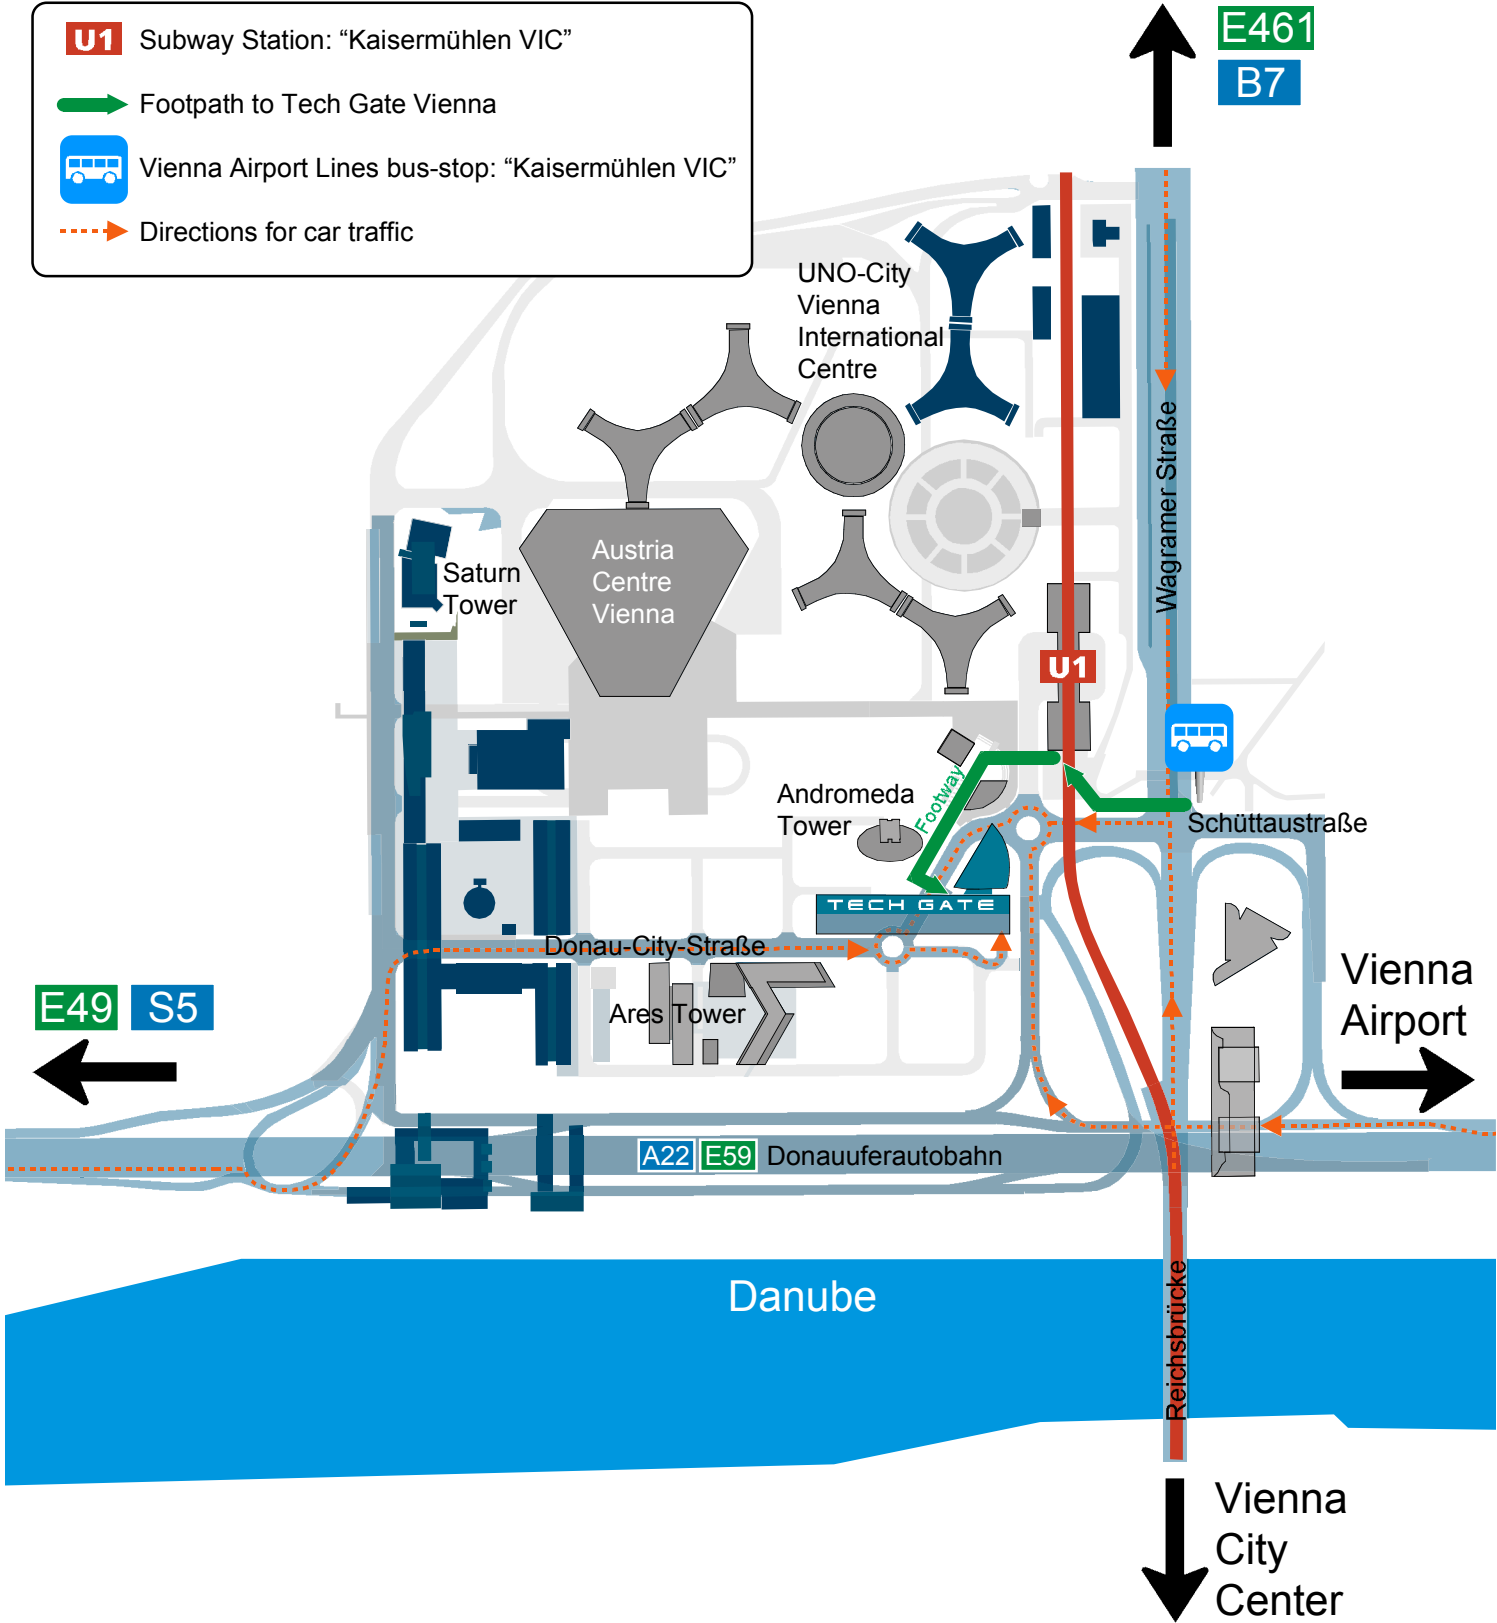 U1 Subway Station: “Kaisermühlen VIC”
Footpath to Tech Gate Vienna
Vienna Airport Lines bus-stop: “Kaisermühlen VIC”
Directions for car traffic
E461
B7
UNO-City
Vienna
International
Centre
Wagramer Straße
Austria
Centre
Vienna
Saturn
Tower
U1
Andromeda
Tower
Footway
Schüttaustraße
TECH GATE
Donau-City-Straße
Ares Tower
E49 S5
Vienna
Airport
A22 E59 Donauuferautobahn
Danube
Reichsbrücke
Vienna
City
Center